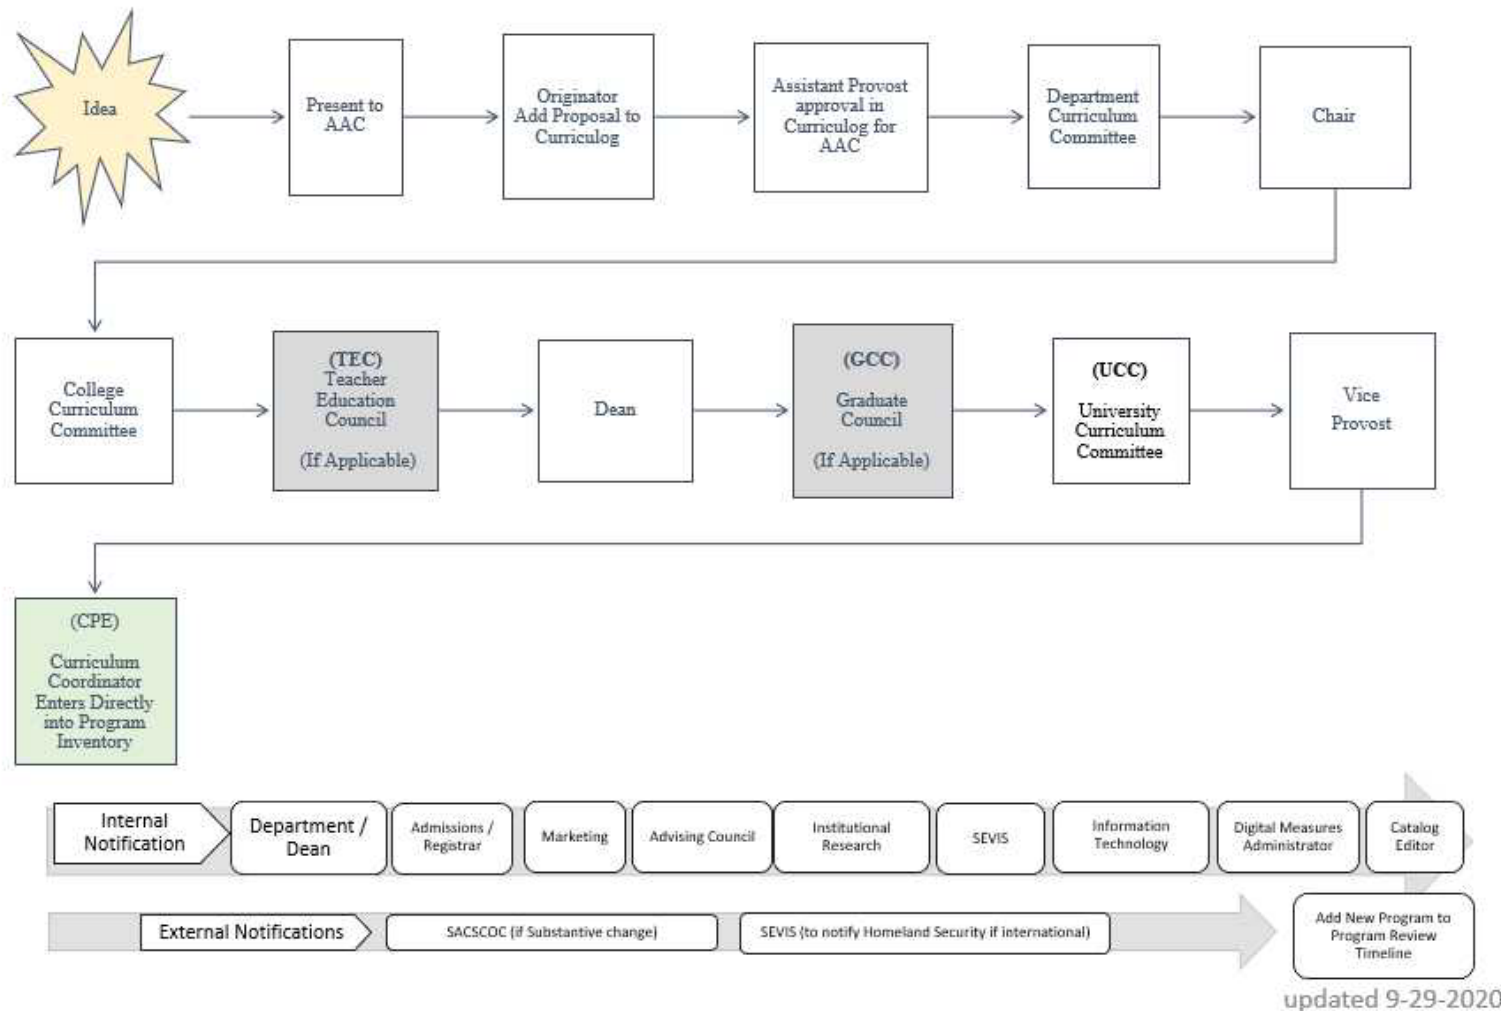 Idea
Present to
AAC
Originator
Add Proposal to
Curriculog
Assistant Provost
approval in
Curriculog for
AAC
Department
Curriculum
Committee
Chair
College
Curriculum
Committee
(TEC)
Teacher
Education
Council
(If Applicable)
Dean
(GCC)
Graduate
Council
(If Applicable)
(UCC)
University
Curriculum
Committee
Vice
Provost
(CPE)
Curriculum
Coordinator
Enters Directly
into Program
Inventory
Internal
Notification
Department /
Dean
Admissions /
Registrar
Marketing
Advising Council
Institutional
Research
SEVIS
Information
Technology
Digital Measures
Administrator
Catalog
Editor
External Notifications
SACSCOC (if Substantive change)
SEVIS (to notify Homeland Security if international)
Add New Program to
Program Review
Timeline
updated 9-29-2020